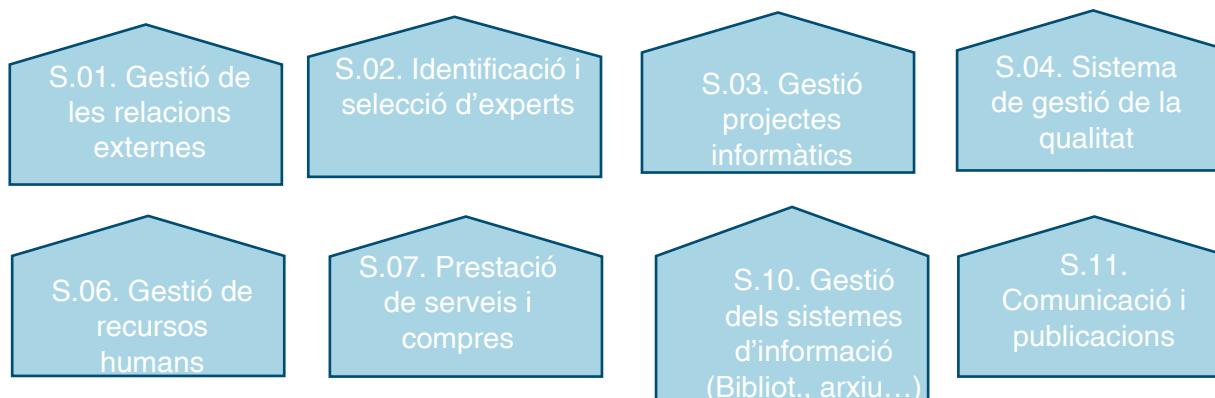 S.01. Gestió de
les relacions
externes
S.02. Identificació i
selecció d’experts
S.03. Gestió
projectes
informàtics
S.04. Sistema
de gestió de la
qualitat
S.06. Gestió de
recursos
humans
S.07. Prestació
de serveis i
compres
S.10. Gestió
dels sistemes
d’informació
(Bibliot., arxiu…)
S.11.
Comunicació i
publicacions